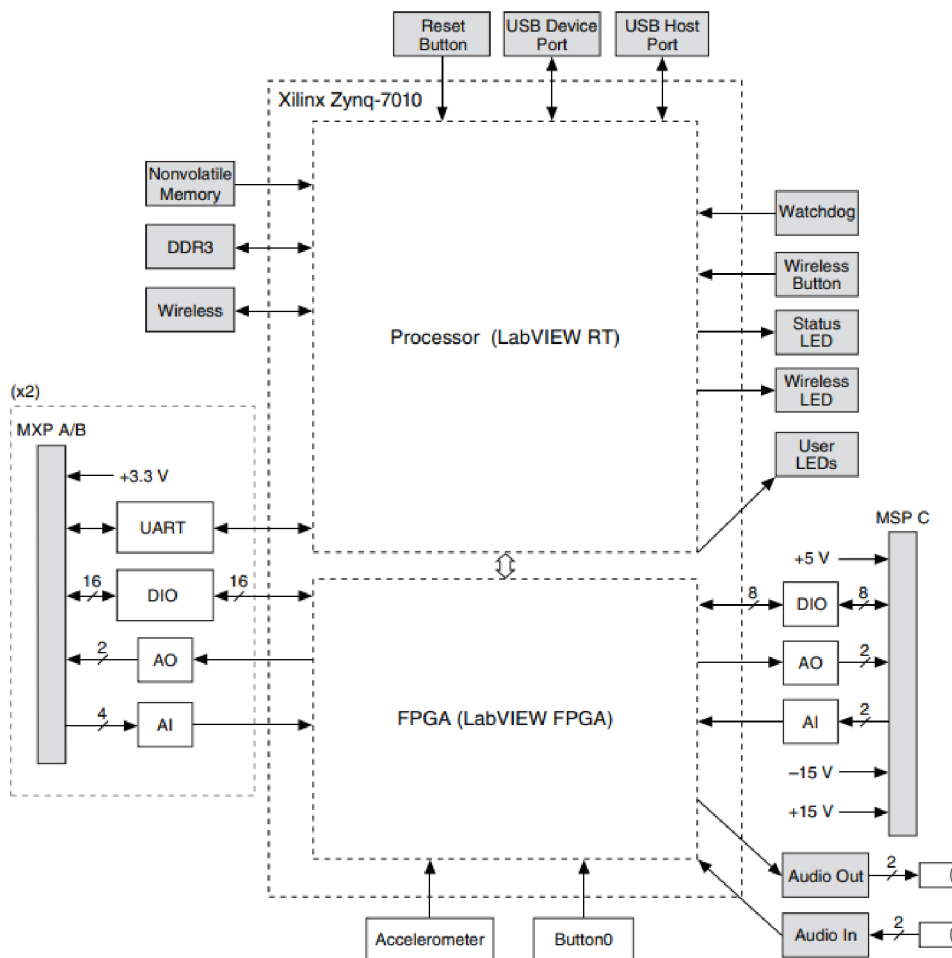 Reset
Button
USB Device
Port
USB Host
Port
Xilinx Zynq-7010
Nonvolatile
Memory
DDR3
Wireless
Processor (LabVIEW RT)
Watchdog
Wireless
Button
Status
LED
Wireless
LED
User
LEDs
(x2)
MXP A/B
+3.3 V
UART
16
DIO
16
2
AO
4
AI
FPGA (LabVIEW FPGA)
MSP C
+5 V
8
DIO
8
AO
2
AI
2
–15 V
+15 V
Audio Out
2
(
Audio In
2
(
Accelerometer
Button0